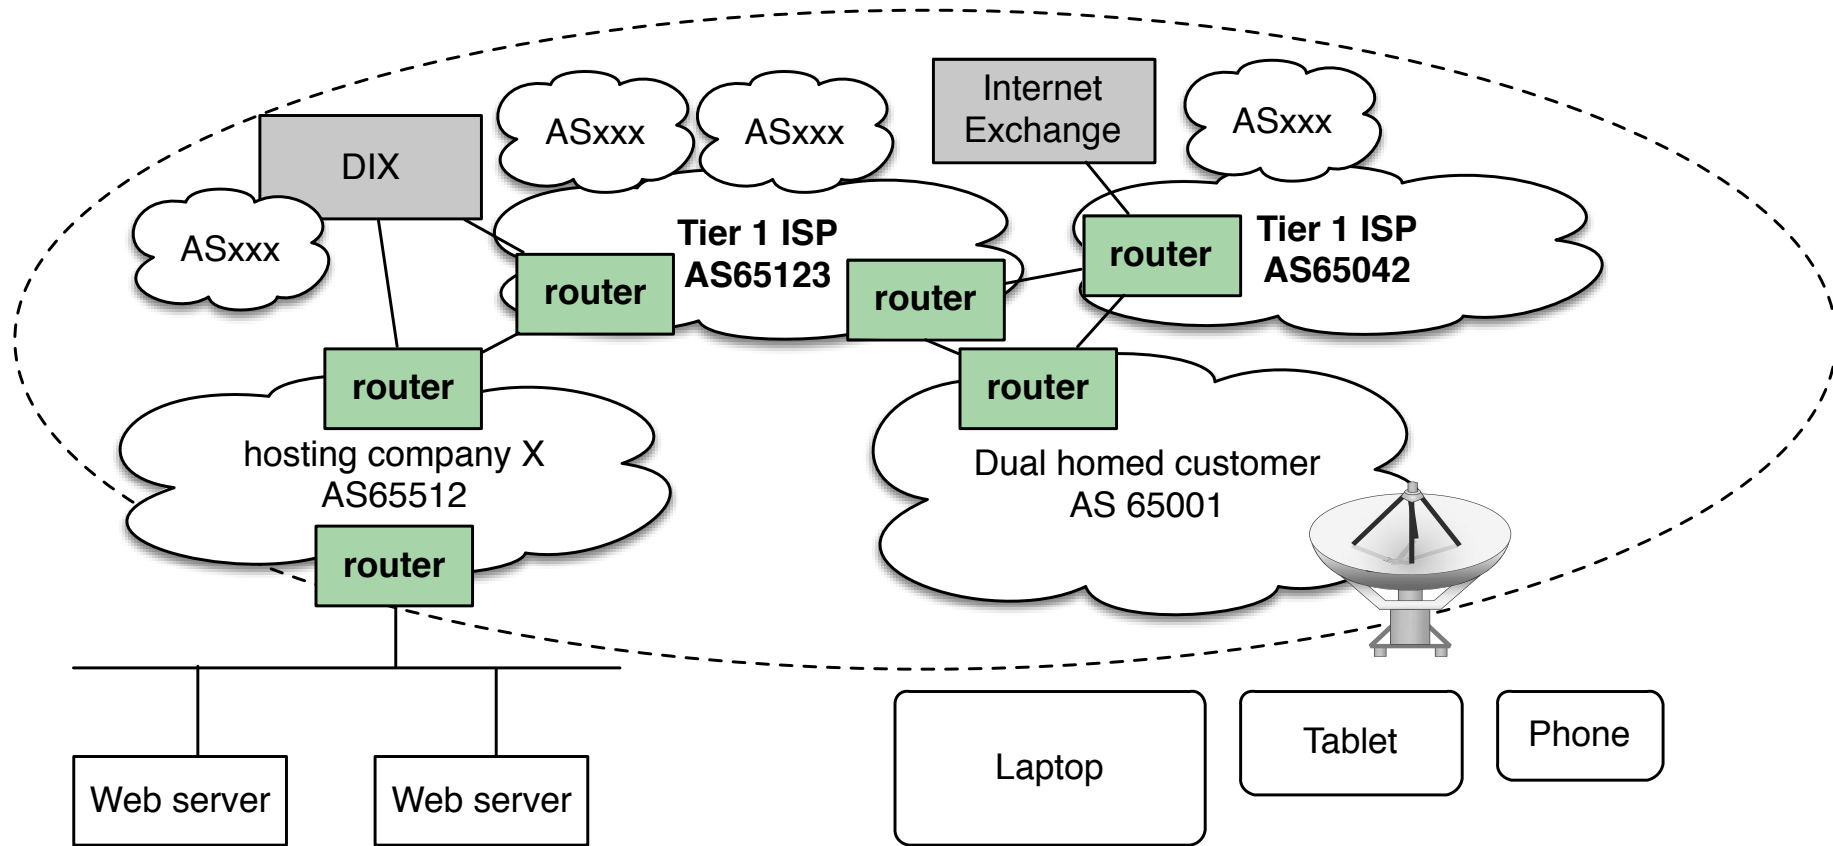 Internet
Exchange
ASxxx
ASxxx
ASxxx
DIX
ASxxx
Tier 1 ISP
AS65123
Tier 1 ISP
AS65042
router
router
router
router
router
hosting company X
AS65512
Dual homed customer
AS 65001
router
Laptop
Tablet
Phone
Web server
Web server